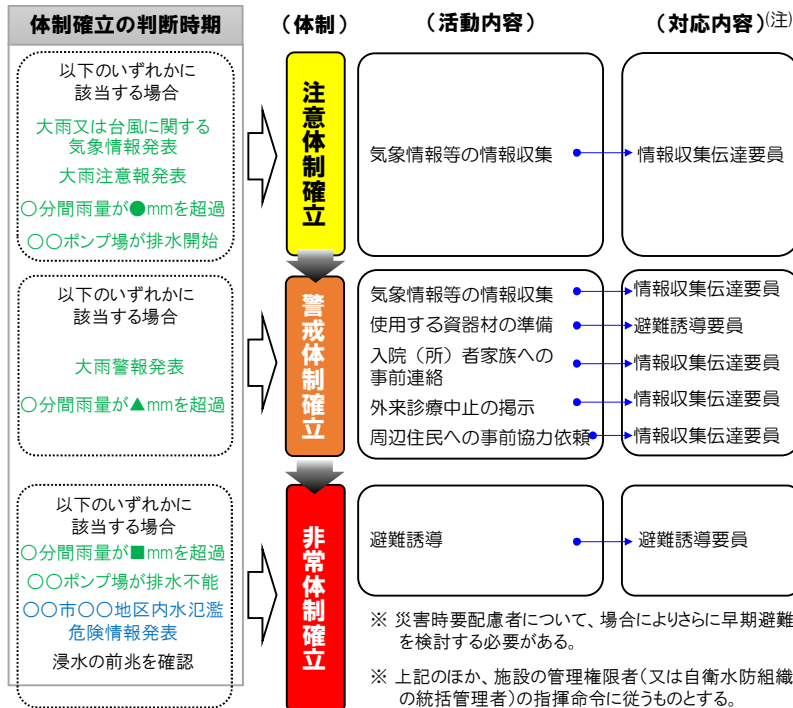 体制確立の判断時期
(体制)
(活動内容)
(対応内容)(注)
以下のいずれかに
該当する場合
大雨又は台風に関する
気象情報発表
大雨注意報発表
〇分間雨量が●mmを超過
〇〇ポンプ場が排水開始
注意体制確立
気象情報等の情報収集
情報収集伝達要員
以下のいずれかに
該当する場合
大雨警報発表
〇分間雨量が▲mmを超過
警戒体制確立
気象情報等の情報収集
情報収集伝達要員
使用する資器材の準備
避難誘導要員
入院（所）者家族への
事前連絡
情報収集伝達要員
外来診療中止の掲示
情報収集伝達要員
周辺住民への事前協力依頼
情報収集伝達要員
以下のいずれかに
該当する場合
〇分間雨量が■mmを超過
〇〇ポンプ場が排水不能
〇〇市〇〇地区内水氾濫
危険情報発表
浸水の前兆を確認
非常体制確立
避難誘導
避難誘導要員
※ 災害時要配慮者について、場合によりさらに早期避難
を検討する必要がある。
※ 上記のほか、施設の管理権限者(又は自衛水防組織
の統括管理者)の指揮命令に従うものとする。